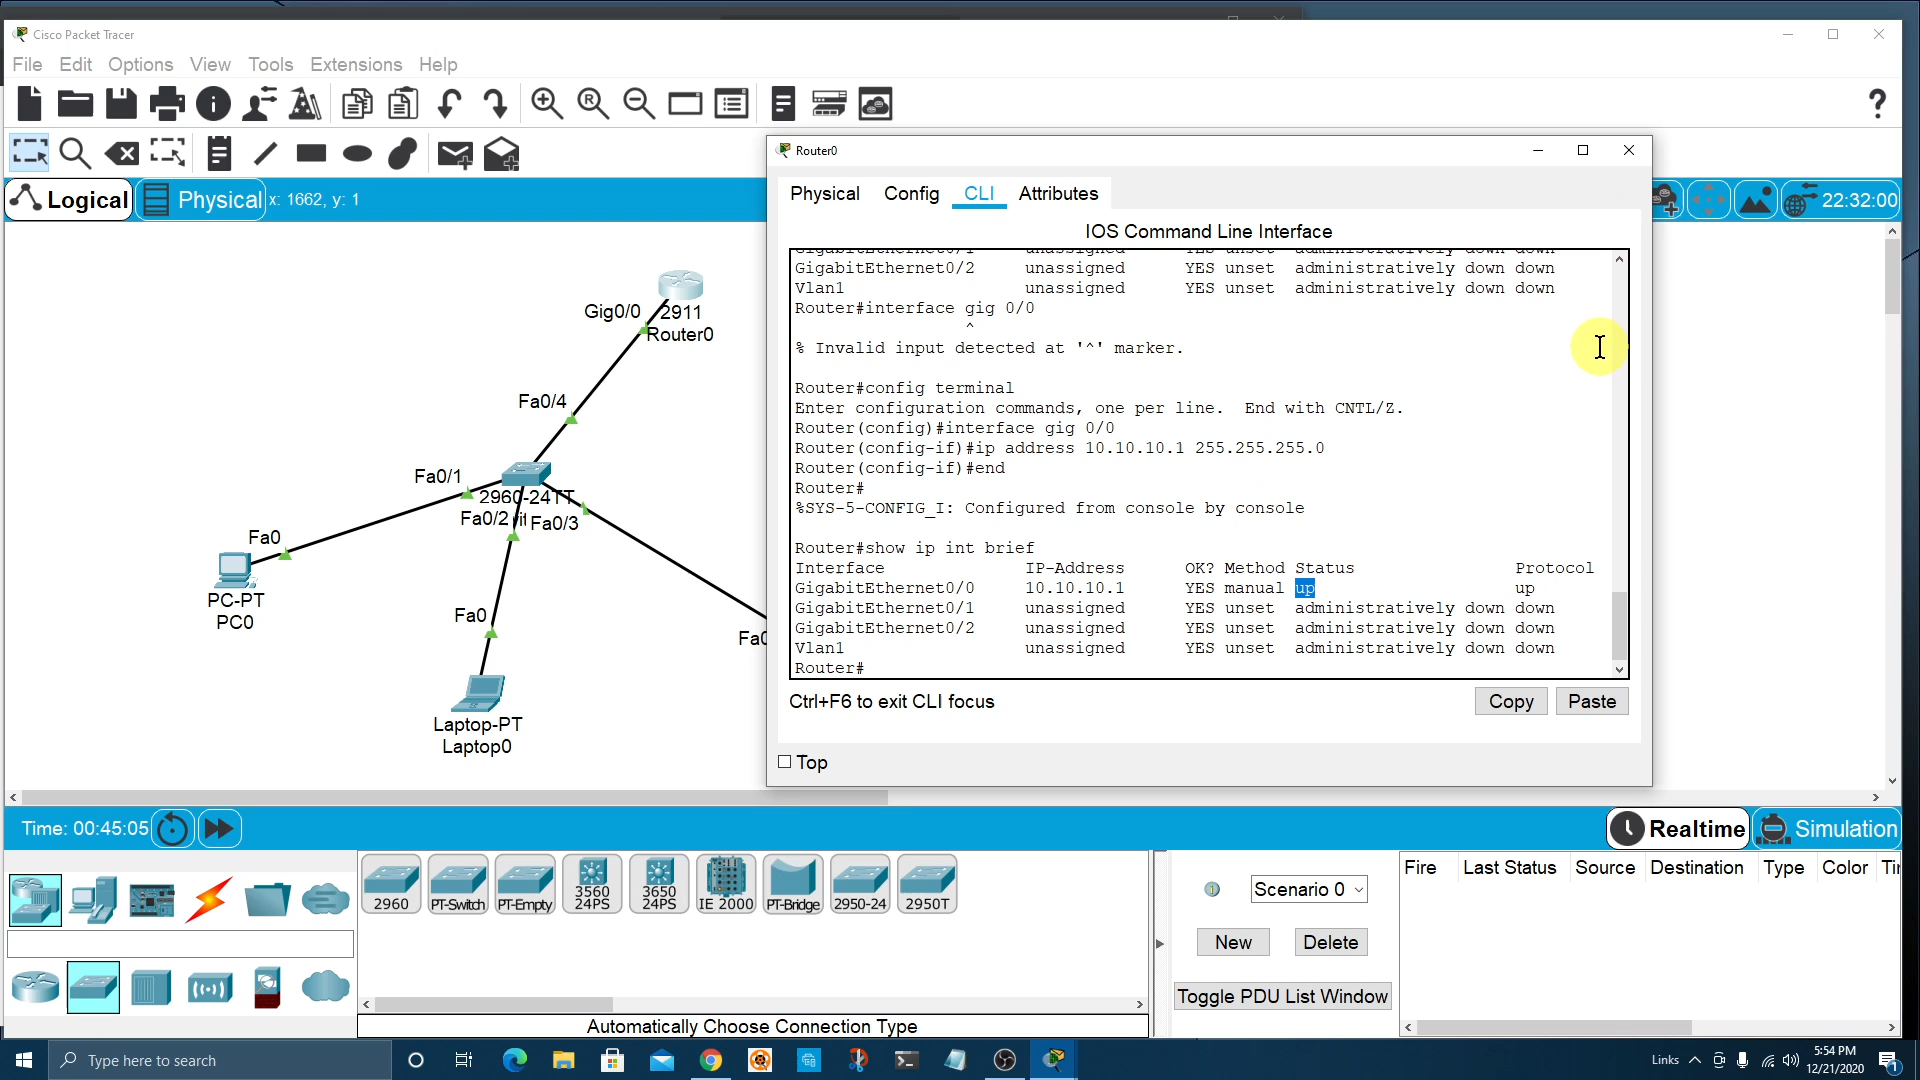 Cisco Packet Tracer
File Edit Options View Tools Extensions Help
Logical
Physical
x: 1662, y: 1
22:32:00
Gig0/0
2911
Router0
Fa0/4
Fa0/1
2960-24TT
Fa0/2
Fa0/3
Fa0
PC-PT
PC0
Fa0
Laptop-PT
Laptop0
Router0
Physical Config CLI Attributes
IOS Command Line Interface
GigabitEthernet0/1 unassigned YES unset administratively down down
GigabitEthernet0/2 unassigned YES unset administratively down down
Vlan1 unassigned YES unset administratively down down
Router#interface gig 0/0
^
% Invalid input detected at '^' marker.
Router#config terminal
Enter configuration commands, one per line. End with CNTL/Z.
Router(config)#interface gig 0/0
Router(config-if)#ip address 10.10.10.1 255.255.255.0
Router(config-if)#end
Router#
%SYS-5-CONFIG_I: Configured from console by console
Router#show ip int brief
Interface IP-Address OK? Method Status Protocol
GigabitEthernet0/0 10.10.10.1 YES manual up up
GigabitEthernet0/1 unassigned YES unset administratively down down
GigabitEthernet0/2 unassigned YES unset administratively down down
Vlan1 unassigned YES unset administratively down down
Router#
Ctrl+F6 to exit CLI focus
Copy
Paste
Top
Time: 00:45:05
Realtime
Simulation
2960
PT-Switch
PT-Empty
3560
24PS
3650
24PS
IE 2000
PT-Bridge
2950-24
2950T
Scenario 0
New
Delete
Toggle PDU List Window
Fire Last Status Source Destination Type Color
Automatically Choose Connection Type
Type here to search
Links
5:54 PM
12/21/2020
1